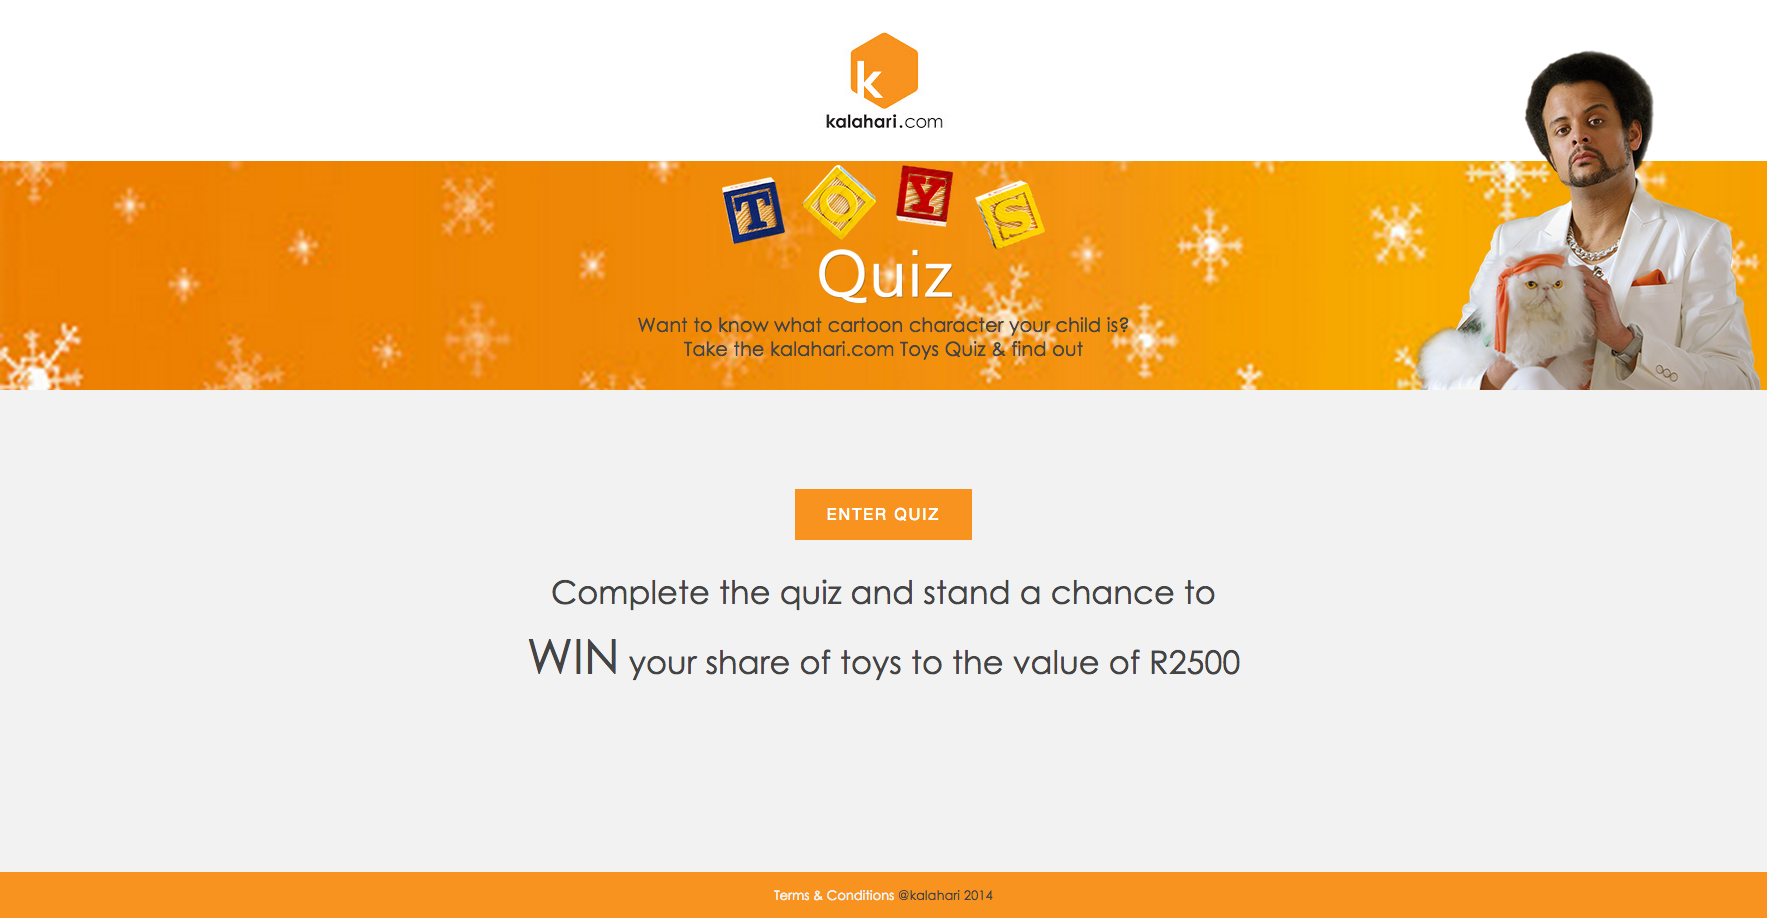 k
kalahari.com
TOYS
Quiz
Want to know what cartoon character your child is?
Take the kalahari.com Toys Quiz & find out
ENTER QUIZ
Complete the quiz and stand a chance to
WIN your share of toys to the value of R2500
Terms & Conditions @kalahari 2014